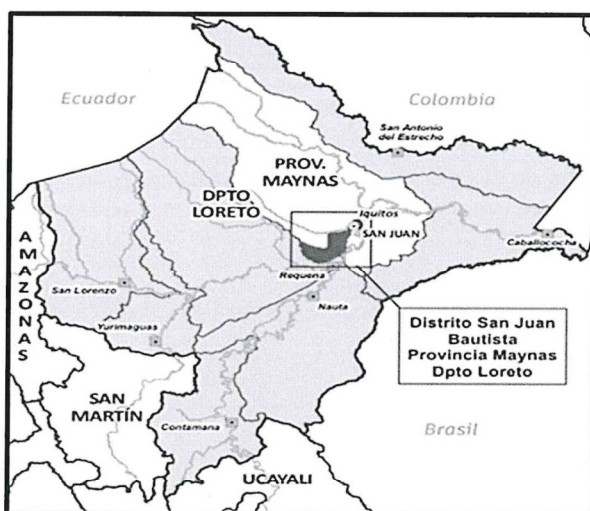 Ecuador
Colombia
San Antonio
del Estrecho
PROV.
MAYNAS
DPTO
LORETO
Iquitos
SAN JUAN
AMAZONAS
Caballococha
Requena
San Lorenzo
Nauta
Yurimaguas
Distrito San Juan
Bautista
Provincia Maynas
Dpto Loreto
SAN
MARTÍN
Contamana
Brasil
UCAYALI